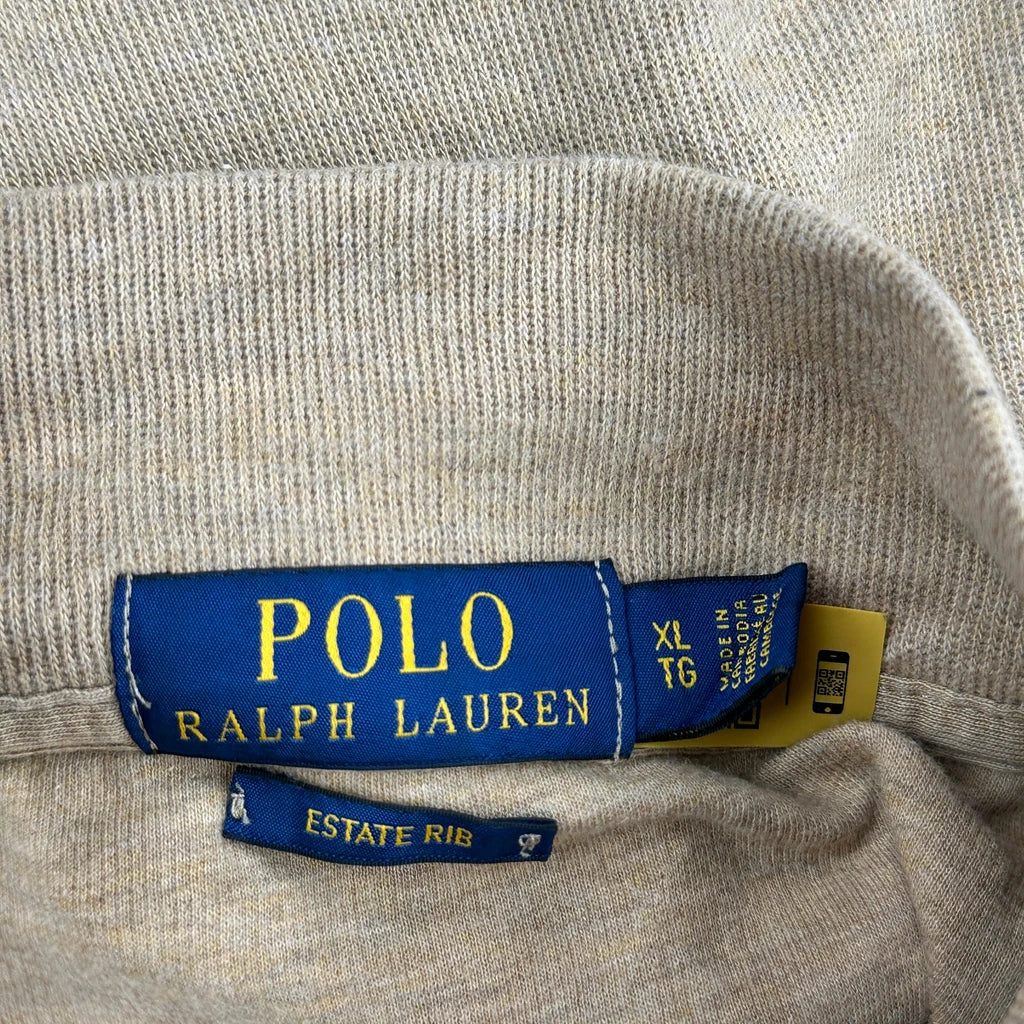 POLO
RALPH LAUREN
XL
TG
MADE IN
CAMBODIA
FABRIQUÉ AU
CAMBODGE
ESTATE RIB